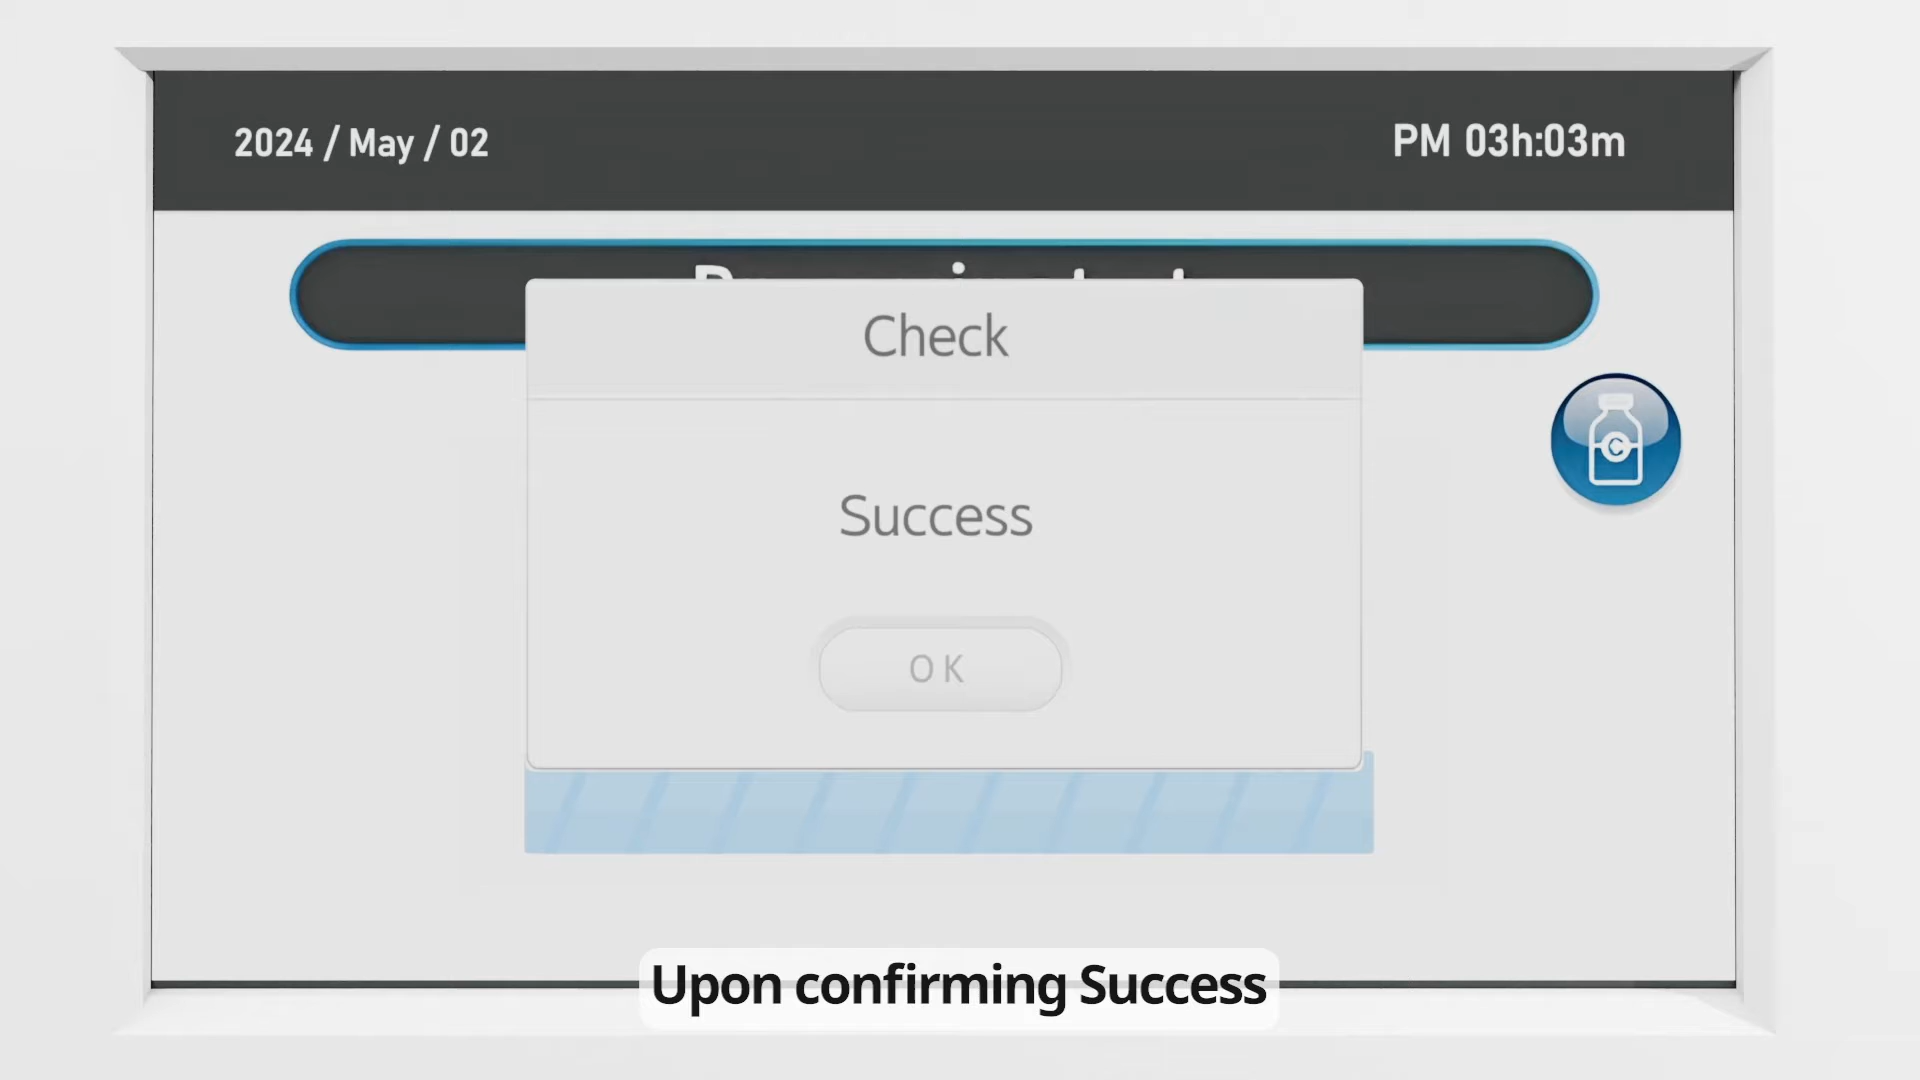 2024 / May / 02
PM 03h:03m
Check
C
Success
OK
Upon confirming Success